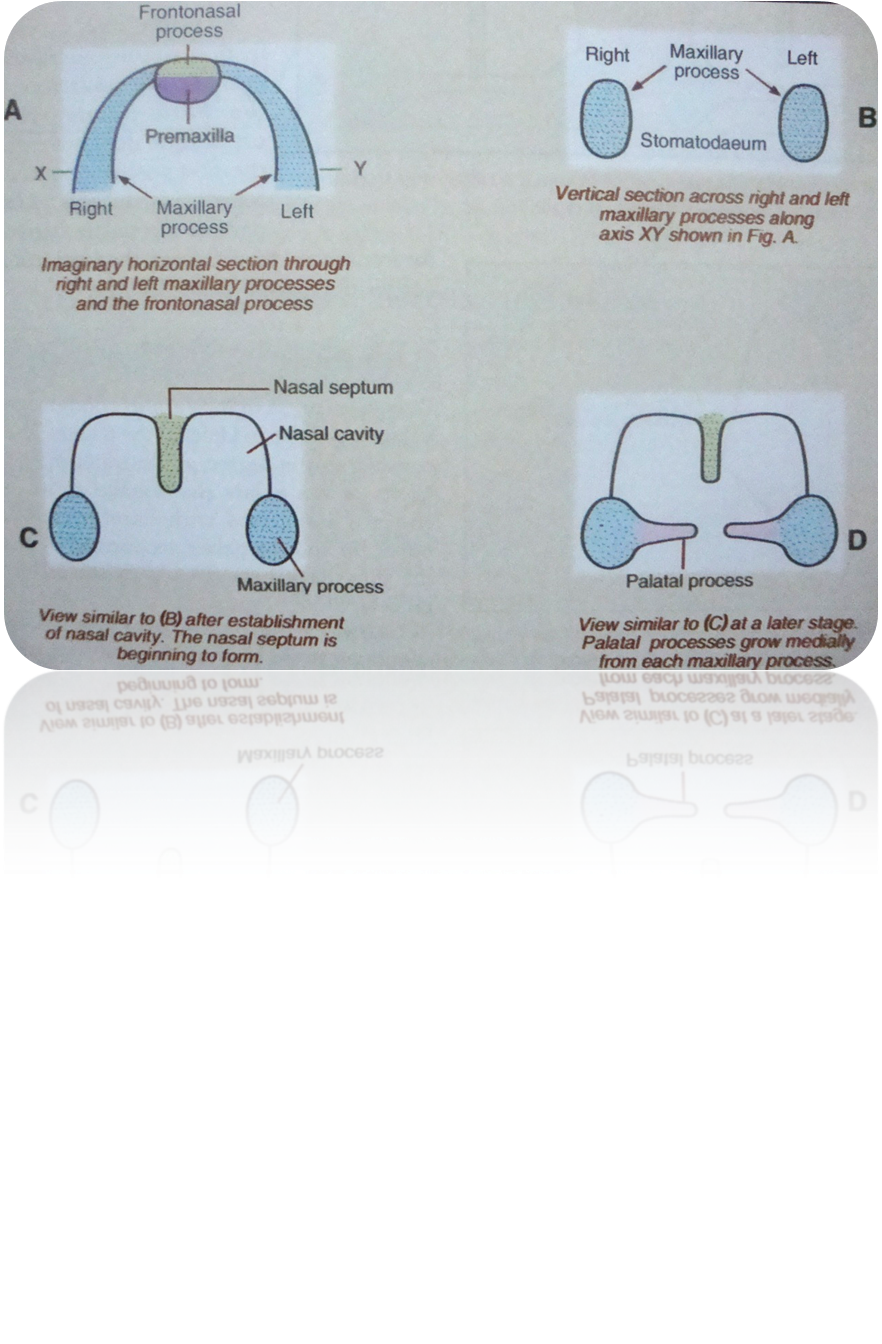 Frontonasal
process
A
Premaxilla
X
Y
Right
Maxillary
process
Left
Imaginary horizontal section through
right and left maxillary processes
and the frontonasal process
Right
Maxillary
process
Left
B
Stomatodaeum
Vertical section across right and left
maxillary processes along
axis XY shown in Fig. A.
Nasal septum
Nasal cavity
C
Maxillary process
View similar to (B) after establishment
of nasal cavity. The nasal septum is
beginning to form.
D
Palatal process
View similar to (C) at a later stage.
Palatal processes grow medially
from each maxillary process.